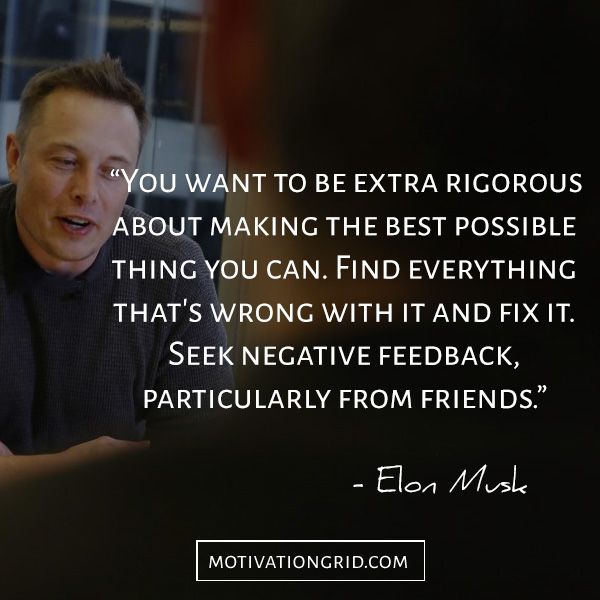 “You want to be extra rigorous
about making the best possible
thing you can. Find everything
that's wrong with it and fix it.
Seek negative feedback,
particularly from friends.”
- Elon Musk
MOTIVATIONGRID.COM